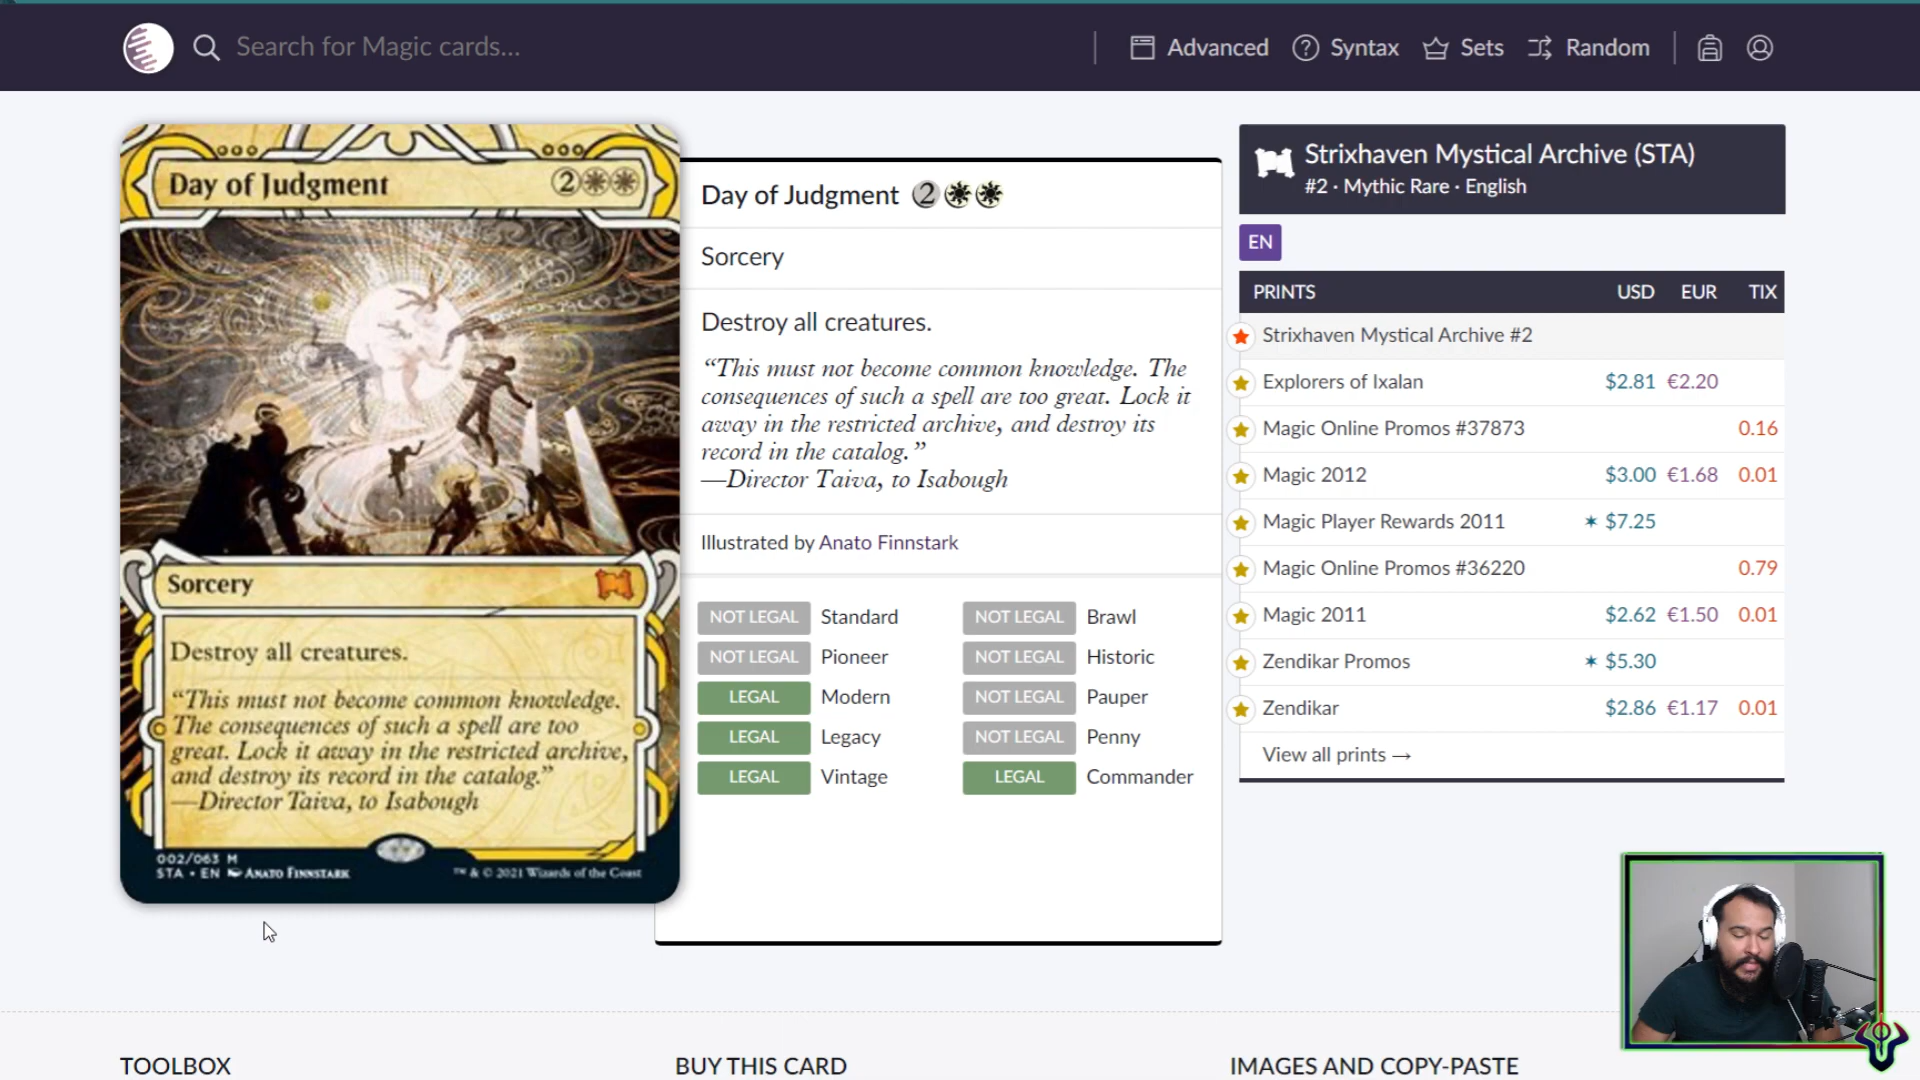 Search for Magic cards...
Advanced
Syntax
Sets
Random
Day of Judgment 2
Day of Judgment 2
Sorcery
Destroy all creatures.
“This must not become common knowledge. The
consequences of such a spell are too great. Lock it
away in the restricted archive, and destroy its
record in the catalog.”
—Director Taiva, to Isabough
Illustrated by Anato Finnstark
Sorcery
Destroy all creatures.
“This must not become common knowledge.
The consequences of such a spell are too
great. Lock it away in the restricted archive,
and destroy its record in the catalog.”
—Director Taiva, to Isabough
002/063 M
STA • EN Anato Finnstark
™ & © 2021 Wizards of the Coast
NOT LEGAL Standard NOT LEGAL Brawl
NOT LEGAL Pioneer NOT LEGAL Historic
LEGAL Modern NOT LEGAL Pauper
LEGAL Legacy NOT LEGAL Penny
LEGAL Vintage LEGAL Commander
Strixhaven Mystical Archive (STA)
#2 · Mythic Rare · English
EN
PRINTS USD EUR TIX
Strixhaven Mystical Archive #2
Explorers of Ixalan $2.81 €2.20
Magic Online Promos #37873 0.16
Magic 2012 $3.00 €1.68 0.01
Magic Player Rewards 2011 ✶ $7.25
Magic Online Promos #36220 0.79
Magic 2011 $2.62 €1.50 0.01
Zendikar Promos ✶ $5.30
Zendikar $2.86 €1.17 0.01
View all prints →
TOOLBOX
BUY THIS CARD
IMAGES AND COPY-PASTE